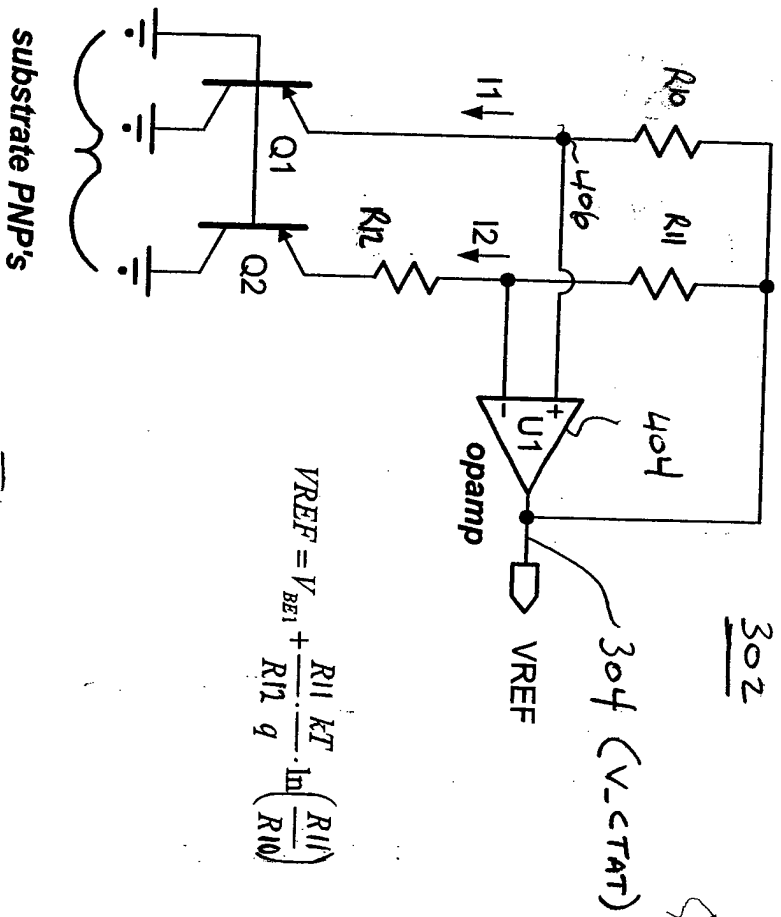 302
R10
R11
404
304 (V_CTAT)
406
+
U1
-
VREF
opamp
I1
I2
R12
Q1
Q2
substrate PNP's
VREF = V_BE1 + R11/R12 · kT/q · ln(R11/R10)